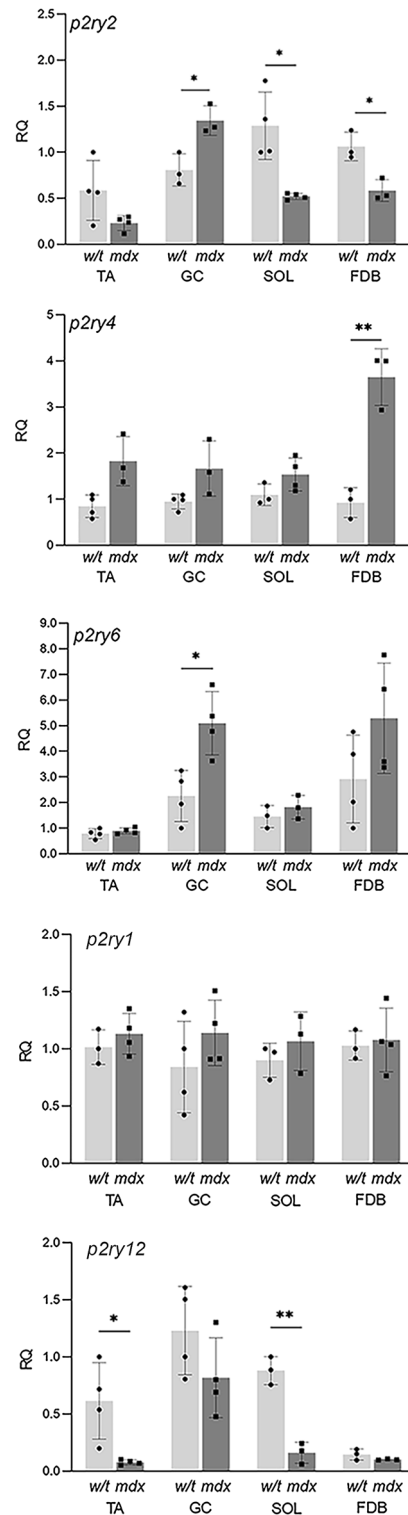 p2ry2
2.5
2.0
1.5
1.0
0.5
0.0
RQ
*
*
*
w/t mdx w/t mdx w/t mdx w/t mdx
TA GC SOL FDB
p2ry4
5
4
3
2
1
0
RQ
**
w/t mdx w/t mdx w/t mdx w/t mdx
TA GC SOL FDB
p2ry6
9.0
8.0
7.0
6.0
5.0
4.0
3.0
2.0
1.0
0.0
RQ
*
w/t mdx w/t mdx w/t mdx w/t mdx
TA GC SOL FDB
p2ry1
2.0
1.5
1.0
0.5
0.0
RQ
w/t mdx w/t mdx w/t mdx w/t mdx
TA GC SOL FDB
p2ry12
2.0
1.5
1.0
0.5
0.0
RQ
*
**
w/t mdx w/t mdx w/t mdx w/t mdx
TA GC SOL FDB